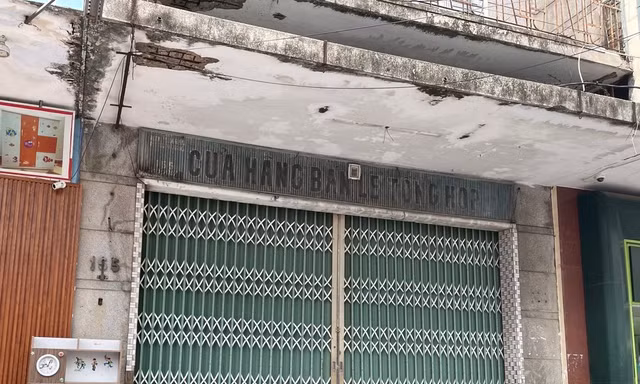 CỬA HÀNG BÁN LẺ TỔNG HỢP
115